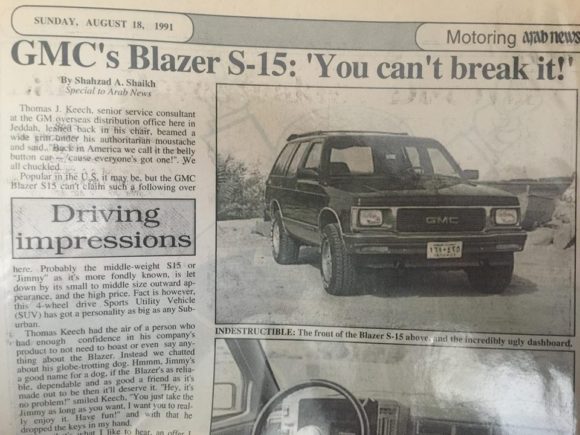 SUNDAY, AUGUST 18, 1991
Motoring arab news
GMC's Blazer S-15: 'You can't break it!'
By Shahzad A. Shaikh
Special to Arab News
Thomas J. Keech, senior service consultant
at the GM overseas distribution office here in
Jeddah, leaned back in his chair, beamed a
wide grin under his authoritarian moustache
and said, "Back in America we call it the belly
button car — 'cause everyone's got one!". We
all chuckled.
Popular in the U.S. it may be, but the GMC
Blazer S15 can't claim such a following over
Driving
impressions
here. Probably the middle-weight S15 or
"Jimmy" as it's more fondly known, is let
down by its small to middle size outward ap-
pearance, and the high price. Fact is however,
this 4-wheel drive Sports Utility Vehicle
(SUV) has got a personality as big as any Sub-
urban.
Thomas Keech had the air of a person who
had enough confidence in his company's
product to not need to boast or even say any-
thing about the Blazer. Instead we chatted
about his globe-trotting dog. Hmmm, Jimmy's
a good name for a dog, if the Blazer's as relia-
ble, dependable and as good a friend as it's
made out to be then it'll deserve it. "Hey, it's
no problem!" smiled Keech, "You just take the
Jimmy as long as you want, I want you to real-
ly enjoy it. Have fun!" and with that he
dropped the keys in my hand.
what I like to hear, an offer I
GMC
INDESTRUCTIBLE: The front of the Blazer S-15 above, and the incredibly ugly dashboard.